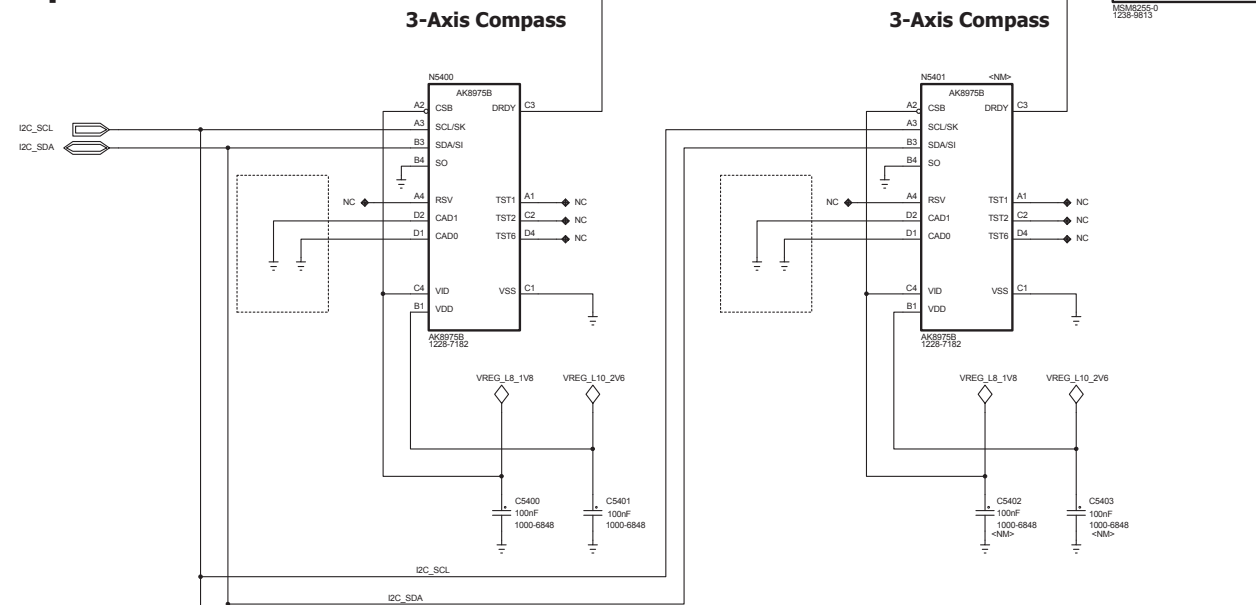 3-Axis Compass
3-Axis Compass
MSM8255-0
1238-9813
N5400
AK8975B
A2 CSB DRDY C3
A3 SCL/SK
B3 SDA/SI
B4 SO
NC A4 RSV TST1 A1 NC
D2 CAD1 TST2 C2 NC
D1 CAD0 TST6 D4 NC
C4 VID VSS C1
B1 VDD
AK8975B
1228-7182
I2C_SCL
I2C_SDA
N5401 <NM>
AK8975B
A2 CSB DRDY C3
A3 SCL/SK
B3 SDA/SI
B4 SO
NC A4 RSV TST1 A1 NC
D2 CAD1 TST2 C2 NC
D1 CAD0 TST6 D4 NC
C4 VID VSS C1
B1 VDD
AK8975B
1228-7182
VREG_L8_1V8 VREG_L10_2V6
C5400
100nF
1000-6848
C5401
100nF
1000-6848
VREG_L8_1V8 VREG_L10_2V6
C5402
100nF
1000-6848
<NM>
C5403
100nF
1000-6848
<NM>
I2C_SCL
I2C_SDA